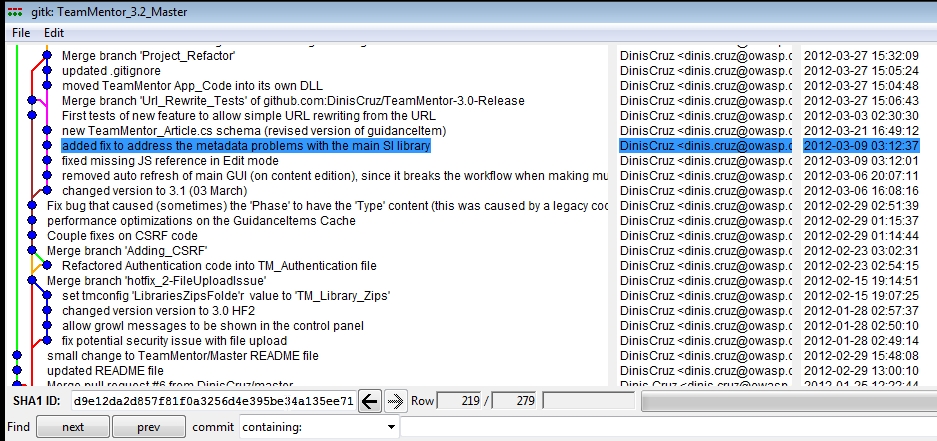 gitk: TeamMentor_3.2_Master
File Edit
Merge branch 'Project_Refactor' DinisCruz <dinis.cruz@owasp.c 2012-03-27 15:32:09
updated .gitignore DinisCruz <dinis.cruz@owasp.c 2012-03-27 15:05:24
moved TeamMentor App_Code into its own DLL DinisCruz <dinis.cruz@owasp.c 2012-03-27 15:04:48
Merge branch 'Url_Rewrite_Tests' of github.com:DinisCruz/TeamMentor-3.0-Release DinisCruz <dinis.cruz@owasp.c 2012-03-27 15:06:43
First tests of new feature to allow simple URL rewriting from the URL DinisCruz <dinis.cruz@owasp.c 2012-03-03 02:30:30
new TeamMentor_Article.cs schema (revised version of guidanceItem) DinisCruz <dinis.cruz@owasp.c 2012-03-21 16:49:12
added fix to address the metadata problems with the main SI library DinisCruz <dinis.cruz@owasp.c 2012-03-09 03:12:37
fixed missing JS reference in Edit mode DinisCruz <dinis.cruz@owasp.c 2012-03-09 03:12:01
removed auto refresh of main GUI (on content edition), since it breaks the workflow when making mu DinisCruz <dinis.cruz@owasp.c 2012-03-06 20:07:11
changed version to 3.1 (03 March) DinisCruz <dinis.cruz@owasp.c 2012-03-06 16:08:16
Fix bug that caused (sometimes) the 'Phase' to have the 'Type' content (this was caused by a legacy coc DinisCruz <dinis.cruz@owasp.c 2012-02-29 02:51:39
performance optimizations on the GuidanceItems Cache DinisCruz <dinis.cruz@owasp.c 2012-02-29 01:15:37
Couple fixes on CSRF code DinisCruz <dinis.cruz@owasp.c 2012-02-29 01:14:44
Merge branch 'Adding_CSRF' DinisCruz <dinis.cruz@owasp.c 2012-02-23 03:02:31
Refactored Authentication code into TM_Authentication file DinisCruz <dinis.cruz@owasp.c 2012-02-23 02:54:15
Merge branch 'hotfix_2-FileUploadIssue' DinisCruz <dinis.cruz@owasp.c 2012-02-15 19:14:51
set tmconfig 'LibrariesZipsFolde'r value to 'TM_Library_Zips' DinisCruz <dinis.cruz@owasp.c 2012-02-15 19:07:25
changed version version to 3.0 HF2 DinisCruz <dinis.cruz@owasp.c 2012-01-28 02:57:37
allow growl messages to be shown in the control panel DinisCruz <dinis.cruz@owasp.c 2012-01-28 02:50:10
fix potential security issue with file upload DinisCruz <dinis.cruz@owasp.c 2012-01-28 02:49:14
small change to TeamMentor/Master README file DinisCruz <dinis.cruz@owasp.c 2012-02-29 15:48:08
updated README file DinisCruz <dinis.cruz@owasp.c 2012-02-29 13:00:10
Merge pull request #6 from DinisCruz/master Dinis Cruz <dinis.cruz@owasp.c 2012-01-25 12:22:44
SHA1 ID: d9e12da2d857f81f0a3256d4e395be34a135ee71 Row 219 / 279
Find next prev commit containing: